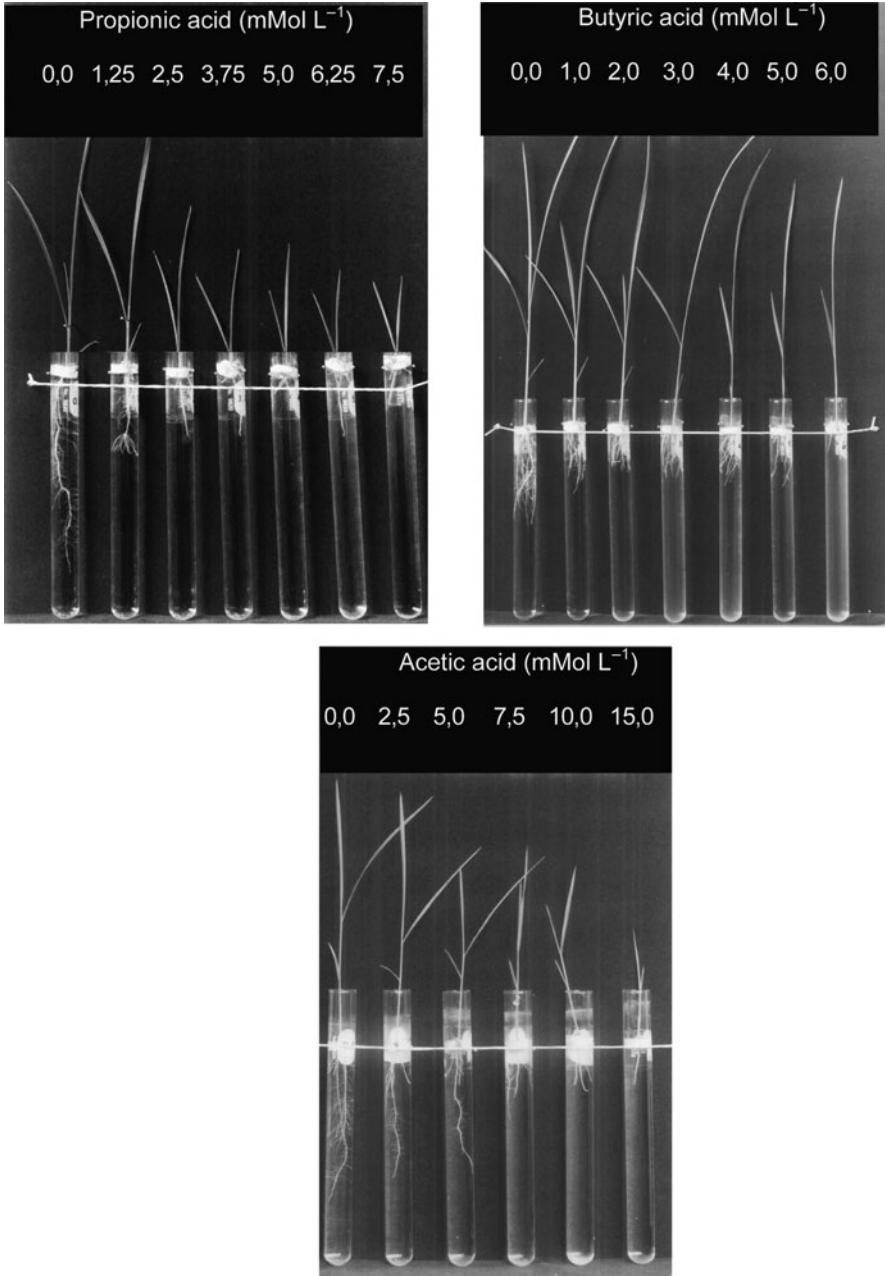 Propionic acid (mMol L⁻¹)
0,0 1,25 2,5 3,75 5,0 6,25 7,5
Butyric acid (mMol L⁻¹)
0,0 1,0 2,0 3,0 4,0 5,0 6,0
Acetic acid (mMol L⁻¹)
0,0 2,5 5,0 7,5 10,0 15,0